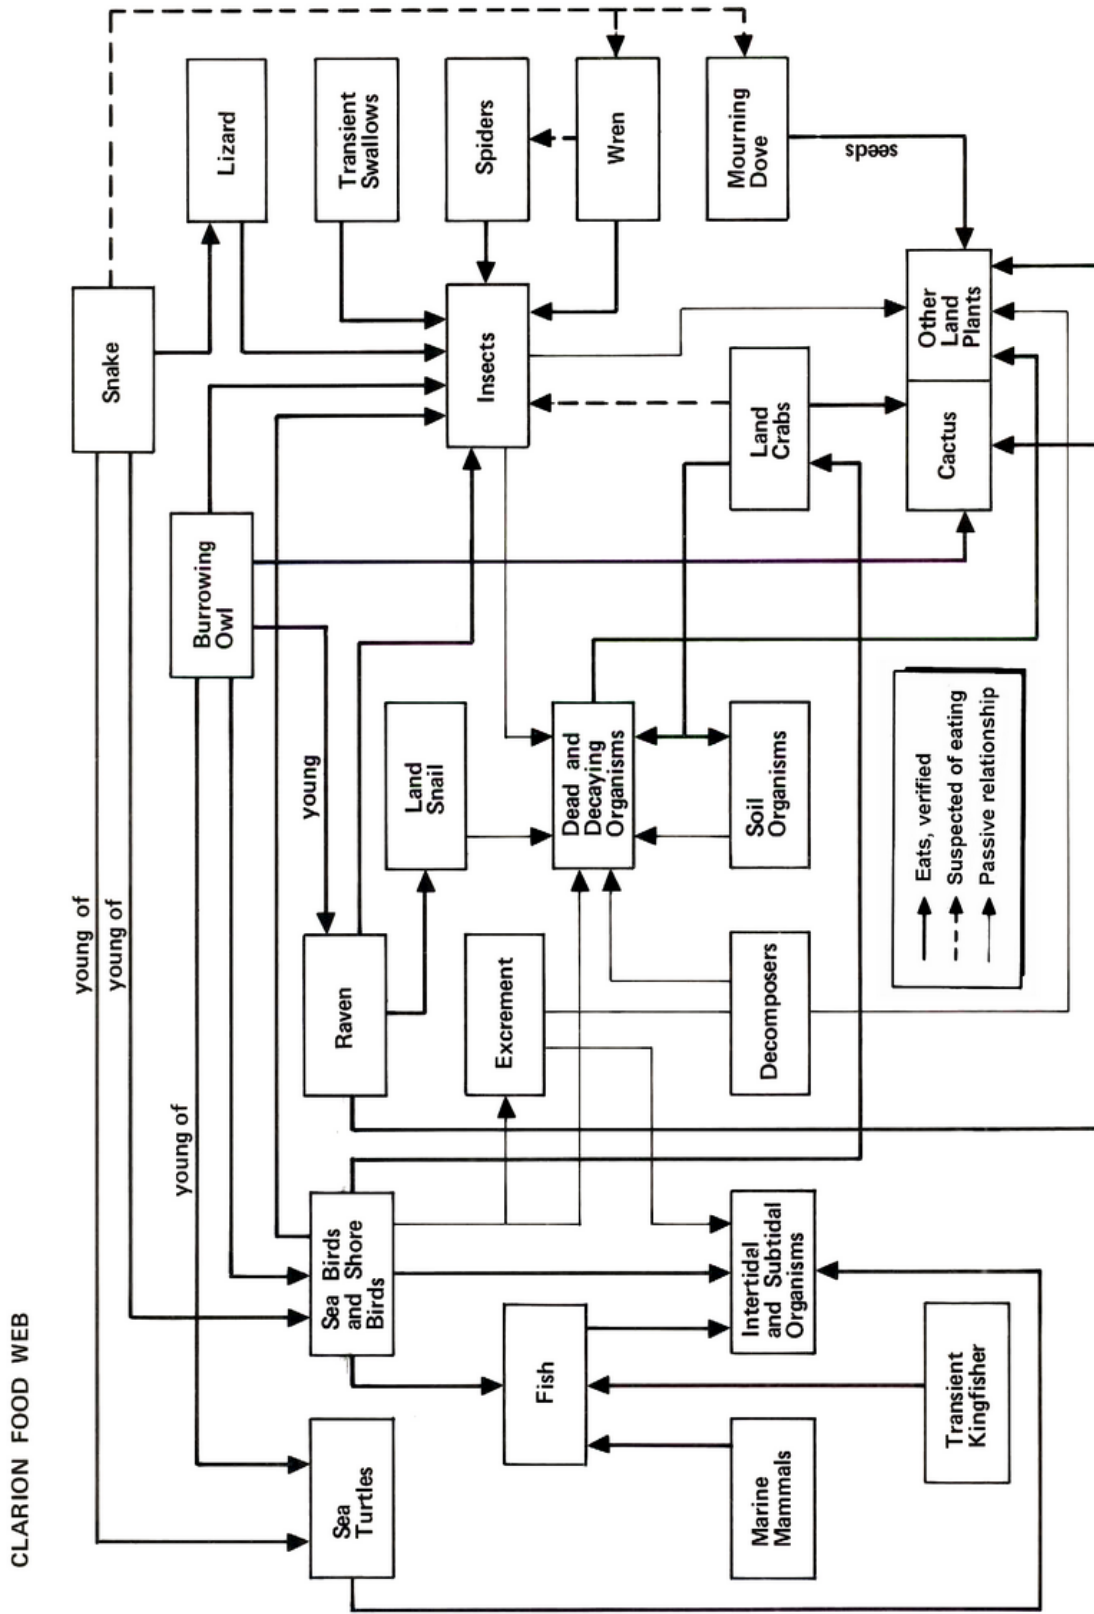 CLARION FOOD WEB
young of
young of
Snake
young of
Burrowing
Owl
Lizard
Sea
Turtles
Sea Birds
and Shore
Birds
Raven
young
Transient
Swallows
Land
Snail
Insects
Spiders
Fish
Excrement
Dead and
Decaying
Organisms
Wren
Marine
Mammals
Intertidal
and Subtidal
Organisms
Decomposers
Soil
Organisms
Land
Crabs
Mourning
Dove
seeds
Transient
Kingfisher
Cactus
Other
Land
Plants
Eats, verified
Suspected of eating
Passive relationship